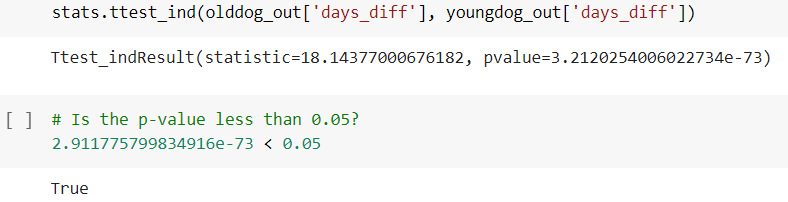 stats.ttest_ind(olddog_out['days_diff'], youngdog_out['days_diff'])
Ttest_indResult(statistic=18.14377000676182, pvalue=3.2120254006022734e-73)
[ ] # Is the p-value less than 0.05?
2.911775799834916e-73 < 0.05
True